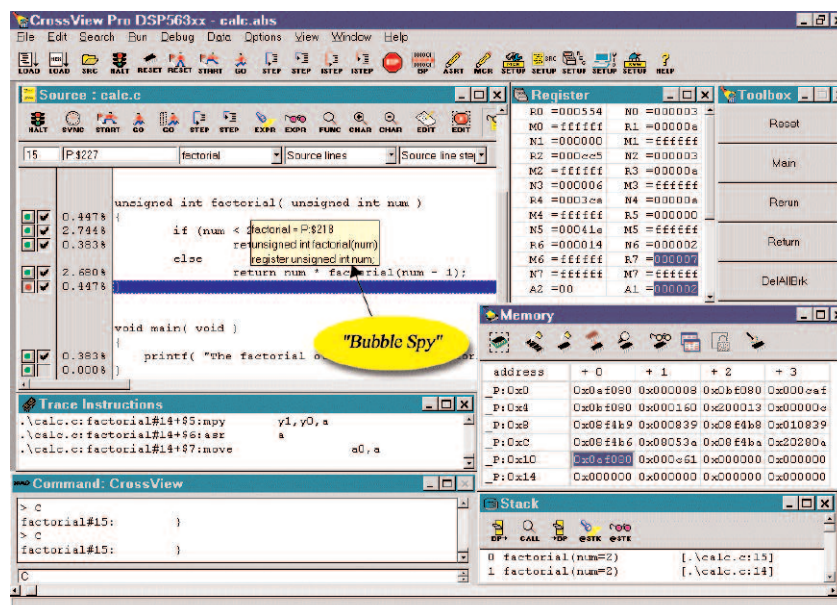 CrossView Pro DSP563xx - calc.abs
File Edit Search Run Debug Data Options View Window Help
LOAD LOAD SRC HALT RESET RESET START GO STEP STEP ISTEP ISTEP BP ASRT MCR SETUP SETUP SETUP SETUP SETUP HELP
Source : calc.c
HALT SYNC START GO GO STEP STEP EXPR EXPR FUNC CHAR CHAR EDIT EDIT
15 P:$227 factorial Source lines Source line step
unsigned int factorial( unsigned int num )
0.447% {
2.744% if (num < 2
0.383% ret
else
2.680% return num * factorial(num - 1);
0.447% }
factorial = P:$218
unsigned int factorial(num)
register unsigned int num;
"Bubble Spy"
void main( void )
{
0.383% printf( "The factorial o
0.000% }
Register
R0 =000554 N0 =000003
M0 =ffffff R1 =00000a
N1 =000000 M1 =ffffff
R2 =000cc5 N2 =000003
M2 =ffffff R3 =00000a
N3 =000006 M3 =ffffff
R4 =0003ca N4 =00000a
M4 =ffffff R5 =000000
N5 =00041e M5 =ffffff
R6 =000014 N6 =000002
M6 =ffffff R7 =000007
N7 =ffffff M7 =ffffff
A2 =00 A1 =000002
Toolbox
Reset
Main
Rerun
Return
DelAllBrk
Memory
address + 0 + 1 + 2 + 3
_P:0x0 0x0af080 0x000008 0x0bf080 0x000caf
_P:0x4 0x0bf080 0x000160 0x200013 0x00000c
_P:0x8 0x08f4b9 0x000839 0x08f4b8 0x010839
_P:0xC 0x08f4b6 0x08053a 0x08f4ba 0x20280a
_P:0x10 0x0af080 0x000c61 0x000000 0x000000
_P:0x14 0x000000 0x000000 0x000000 0x000000
Trace Instructions
.\calc.c:factorial#14+$5:mpy y1,y0,a
.\calc.c:factorial#14+$6:asr a
.\calc.c:factorial#14+$7:move a0,a
Command: CrossView
> C
factorial#15: }
> C
factorial#15: }
C
Stack
BP→ CALL →BP @STK @STK
0 factorial(num=2) [.\calc.c:15]
1 factorial(num=2) [.\calc.c:14]